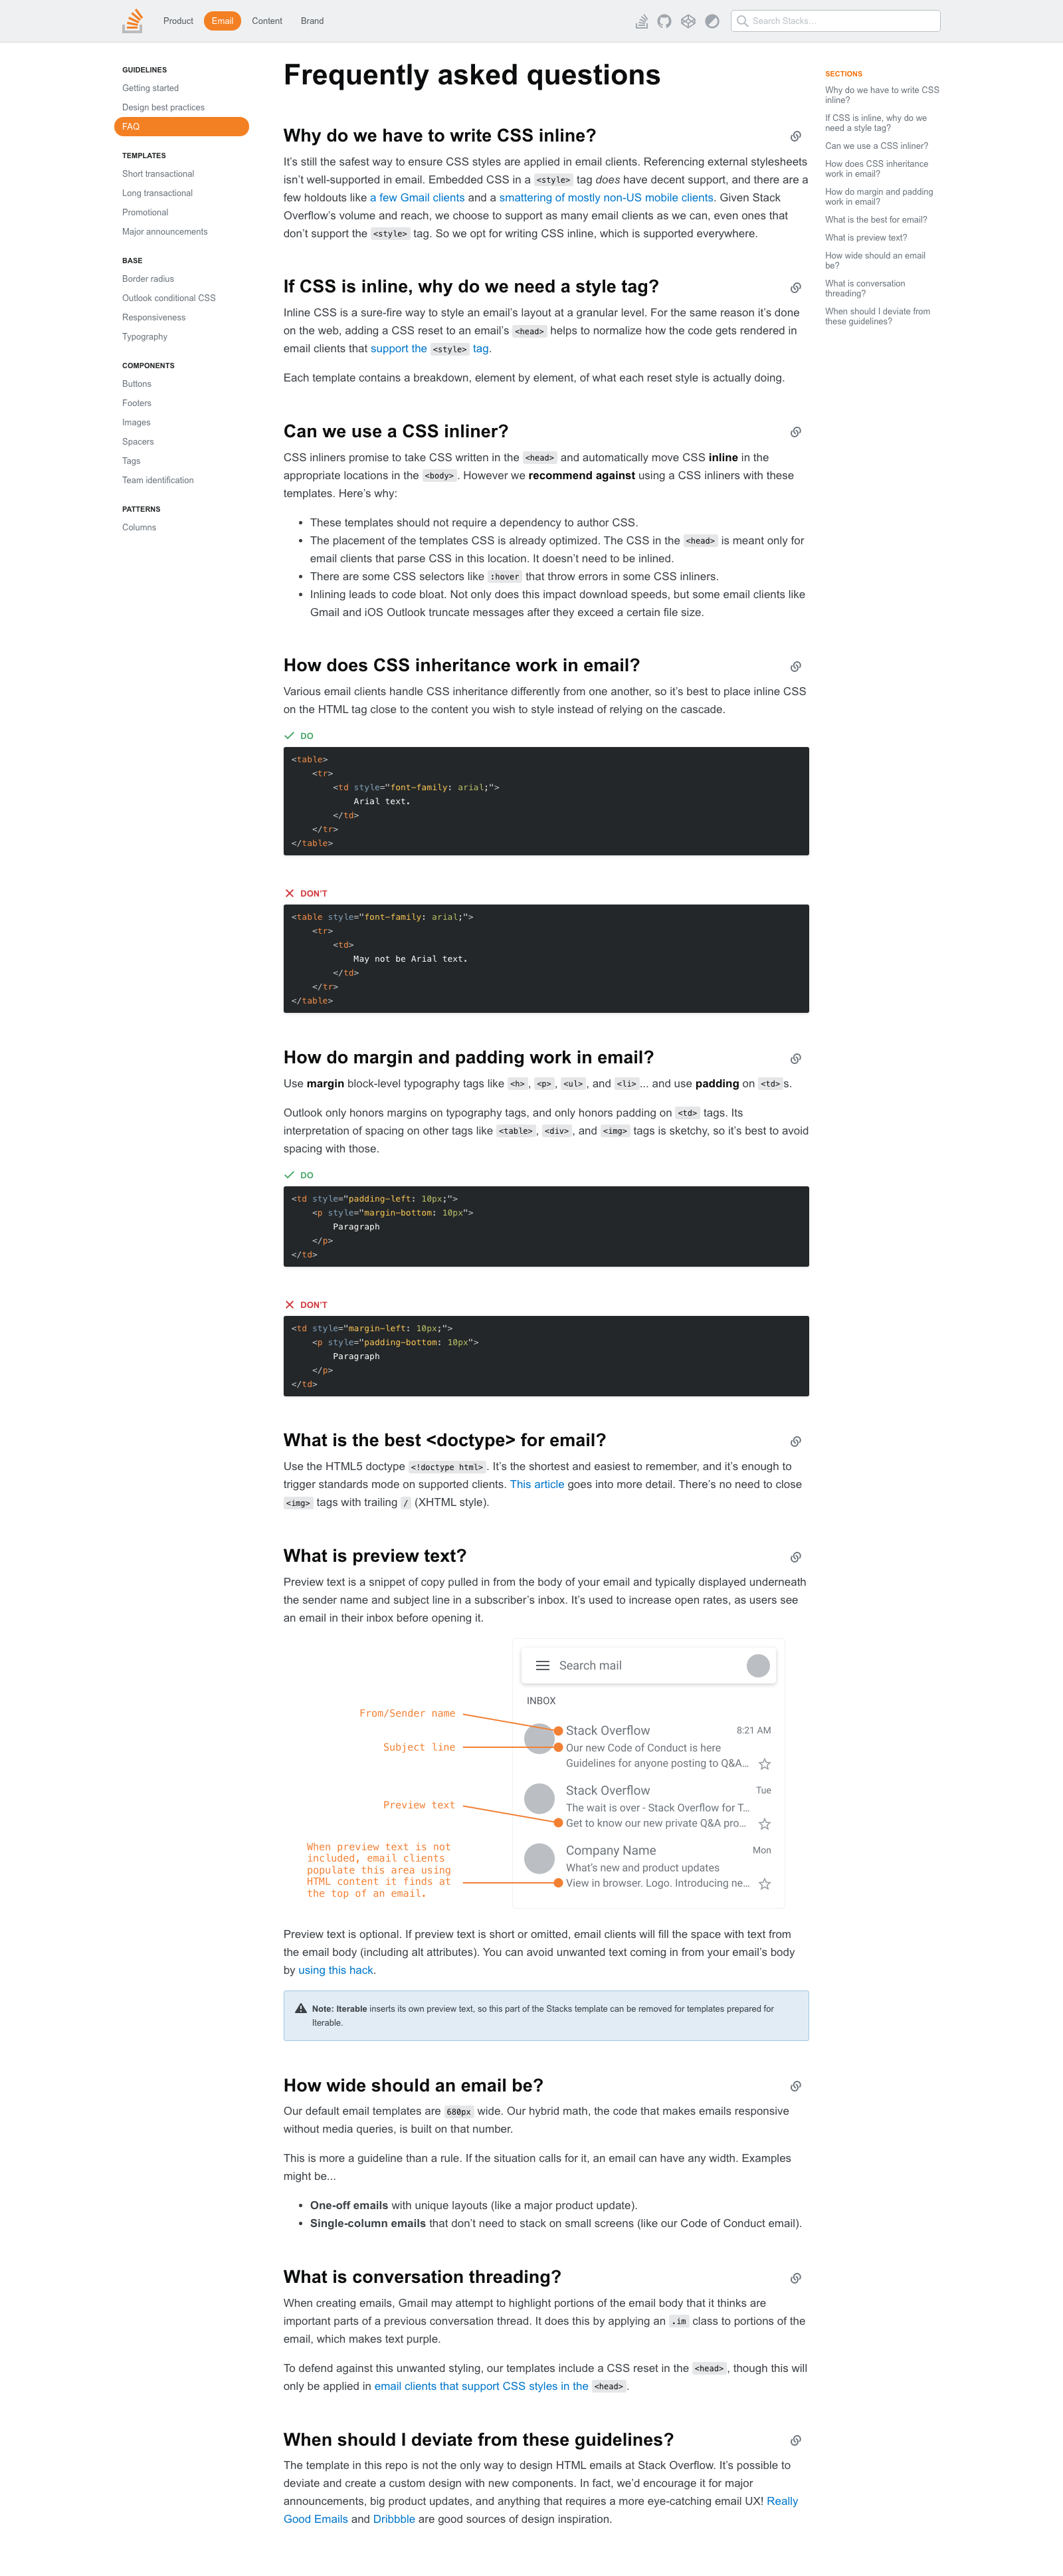 Product
Email
Content
Brand
Search Stacks…
GUIDELINES
Getting started
Design best practices
FAQ
TEMPLATES
Short transactional
Long transactional
Promotional
Major announcements
BASE
Border radius
Outlook conditional CSS
Responsiveness
Typography
COMPONENTS
Buttons
Footers
Images
Spacers
Tags
Team identification
PATTERNS
Columns
Frequently asked questions
Why do we have to write CSS inline?
It’s still the safest way to ensure CSS styles are applied in email clients. Referencing external stylesheets
isn’t well-supported in email. Embedded CSS in a <style> tag does have decent support, and there are a
few holdouts like a few Gmail clients and a smattering of mostly non-US mobile clients. Given Stack
Overflow’s volume and reach, we choose to support as many email clients as we can, even ones that
don’t support the <style> tag. So we opt for writing CSS inline, which is supported everywhere.
If CSS is inline, why do we need a style tag?
Inline CSS is a sure-fire way to style an email’s layout at a granular level. For the same reason it’s done
on the web, adding a CSS reset to an email’s <head> helps to normalize how the code gets rendered in
email clients that support the <style> tag.
Each template contains a breakdown, element by element, of what each reset style is actually doing.
Can we use a CSS inliner?
CSS inliners promise to take CSS written in the <head> and automatically move CSS inline in the
appropriate locations in the <body>. However we recommend against using a CSS inliners with these
templates. Here’s why:
• These templates should not require a dependency to author CSS.
• The placement of the templates CSS is already optimized. The CSS in the <head> is meant only for
email clients that parse CSS in this location. It doesn’t need to be inlined.
• There are some CSS selectors like :hover that throw errors in some CSS inliners.
• Inlining leads to code bloat. Not only does this impact download speeds, but some email clients like
Gmail and iOS Outlook truncate messages after they exceed a certain file size.
How does CSS inheritance work in email?
Various email clients handle CSS inheritance differently from one another, so it’s best to place inline CSS
on the HTML tag close to the content you wish to style instead of relying on the cascade.
DO
<table>
<tr>
<td style="font-family: arial;">
Arial text.
</td>
</tr>
</table>
DON’T
<table style="font-family: arial;">
<tr>
<td>
May not be Arial text.
</td>
</tr>
</table>
How do margin and padding work in email?
Use margin block-level typography tags like <h>, <p>, <ul>, and <li>… and use padding on <td>s.
Outlook only honors margins on typography tags, and only honors padding on <td> tags. Its
interpretation of spacing on other tags like <table>, <div>, and <img> tags is sketchy, so it’s best to avoid
spacing with those.
DO
<td style="padding-left: 10px;">
<p style="margin-bottom: 10px">
Paragraph
</p>
</td>
DON’T
<td style="margin-left: 10px;">
<p style="padding-bottom: 10px">
Paragraph
</p>
</td>
What is the best <doctype> for email?
Use the HTML5 doctype <!doctype html>. It’s the shortest and easiest to remember, and it’s enough to
trigger standards mode on supported clients. This article goes into more detail. There’s no need to close
<img> tags with trailing / (XHTML style).
What is preview text?
Preview text is a snippet of copy pulled in from the body of your email and typically displayed underneath
the sender name and subject line in a subscriber’s inbox. It’s used to increase open rates, as users see
an email in their inbox before opening it.
Search mail
INBOX
From/Sender name
Subject line
Preview text
When preview text is not
included, email clients
populate this area using
HTML content it finds at
the top of an email.
Stack Overflow 8:21 AM
Our new Code of Conduct is here
Guidelines for anyone posting to Q&A…
Stack Overflow Tue
The wait is over - Stack Overflow for T…
Get to know our new private Q&A pro…
Company Name Mon
What’s new and product updates
View in browser. Logo. Introducing ne…
Preview text is optional. If preview text is short or omitted, email clients will fill the space with text from
the email body (including alt attributes). You can avoid unwanted text coming in from your email’s body
by using this hack.
Note: Iterable inserts its own preview text, so this part of the Stacks template can be removed for templates prepared for
Iterable.
How wide should an email be?
Our default email templates are 680px wide. Our hybrid math, the code that makes emails responsive
without media queries, is built on that number.
This is more a guideline than a rule. If the situation calls for it, an email can have any width. Examples
might be…
• One-off emails with unique layouts (like a major product update).
• Single-column emails that don’t need to stack on small screens (like our Code of Conduct email).
What is conversation threading?
When creating emails, Gmail may attempt to highlight portions of the email body that it thinks are
important parts of a previous conversation thread. It does this by applying an .im class to portions of the
email, which makes text purple.
To defend against this unwanted styling, our templates include a CSS reset in the <head>, though this will
only be applied in email clients that support CSS styles in the <head>.
When should I deviate from these guidelines?
The template in this repo is not the only way to design HTML emails at Stack Overflow. It’s possible to
deviate and create a custom design with new components. In fact, we’d encourage it for major
announcements, big product updates, and anything that requires a more eye-catching email UX! Really
Good Emails and Dribbble are good sources of design inspiration.
SECTIONS
Why do we have to write CSS
inline?
If CSS is inline, why do we
need a style tag?
Can we use a CSS inliner?
How does CSS inheritance
work in email?
How do margin and padding
work in email?
What is the best for email?
What is preview text?
How wide should an email
be?
What is conversation
threading?
When should I deviate from
these guidelines?